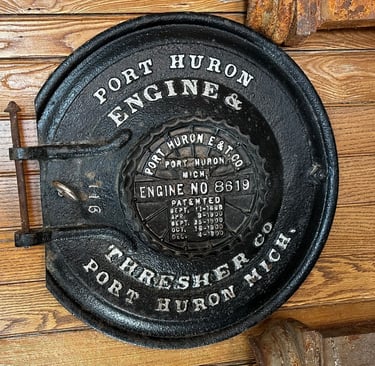 PORT HURON
ENGINE &
PORT HURON E & T. CO.
PORT HURON
MICH.
ENGINE NO. 8619
PATENTED
THRESHER CO
PORT HURON MICH.
116